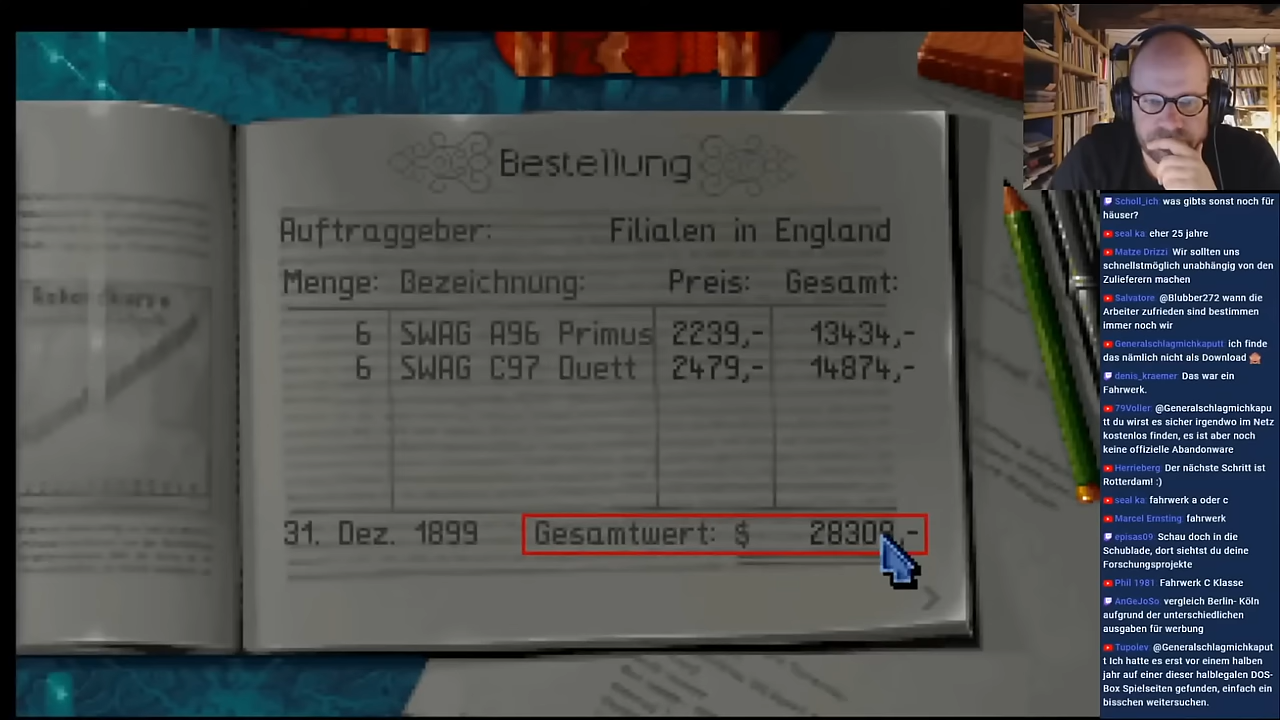 Bestellung
Auftraggeber: Filialen in England
Menge: Bezeichnung: Preis: Gesamt:
6 SWAG A96 Primus 2239,- 13434,-
6 SWAG C97 Duett 2479,- 14874,-
31. Dez. 1899 Gesamtwert: $ 28308,-
Scholl_ich: was gibts sonst noch für
häuser?
seal ka: eher 25 jahre
Matze Drizzi: Wir sollten uns
schnellstmöglich unabhängig von den
Zulieferern machen
Salvatore: @Blubber272 wann die
Arbeiter zufrieden sind bestimmen
immer noch wir
Generalschlagmichkaputt: ich finde
das nämlich nicht als Download
denis_kraemer: Das war ein
Fahrwerk.
79Volier: @Generalschlagmichkapu
tt du wirst es sicher irgendwo im Netz
kostenlos finden, es ist aber noch
keine offizielle Abandonware
Herrieberg: Der nächste Schritt ist
Rotterdam! :)
seal ka: fahrwerk a oder c
Marcel Ernsting: fahrwerk
episas09: Schau doch in die
Schublade, dort siehtst du deine
Forschungsprojekte
Phil 1981: Fahrwerk C Klasse
AnGeJoSo: vergleich Berlin- Köln
aufgrund der unterschiedlichen
ausgaben für werbung
Tupolev: @Generalschlagmichkaput
t Ich hatte es erst vor einem halben
jahr auf einer dieser halblegalen DOS-
Box Spielseiten gefunden, einfach ein
bisschen weitersuchen.